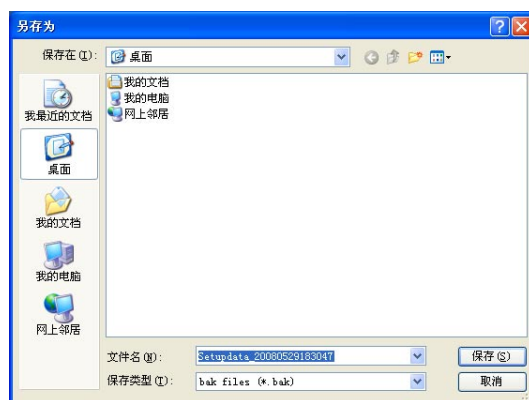 另存为
保存在(I):
桌面
我最近的文档
桌面
我的文档
我的电脑
网上邻居
我的文档
我的电脑
网上邻居
文件名(N):
Setupdata_20080529183047
保存(S)
保存类型(T):
bak files (*.bak)
取消